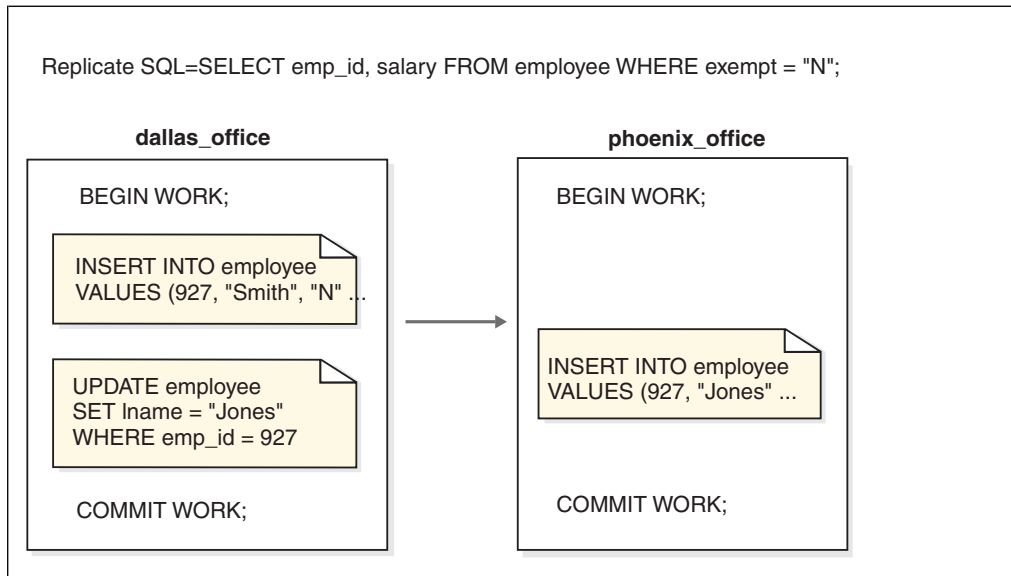 Replicate SQL=SELECT emp_id, salary FROM employee WHERE exempt = "N";
dallas_office
BEGIN WORK;
INSERT INTO employee
VALUES (927, "Smith", "N" ...
UPDATE employee
SET lname = "Jones"
WHERE emp_id = 927
COMMIT WORK;
phoenix_office
BEGIN WORK;
INSERT INTO employee
VALUES (927, "Jones" ...
COMMIT WORK;